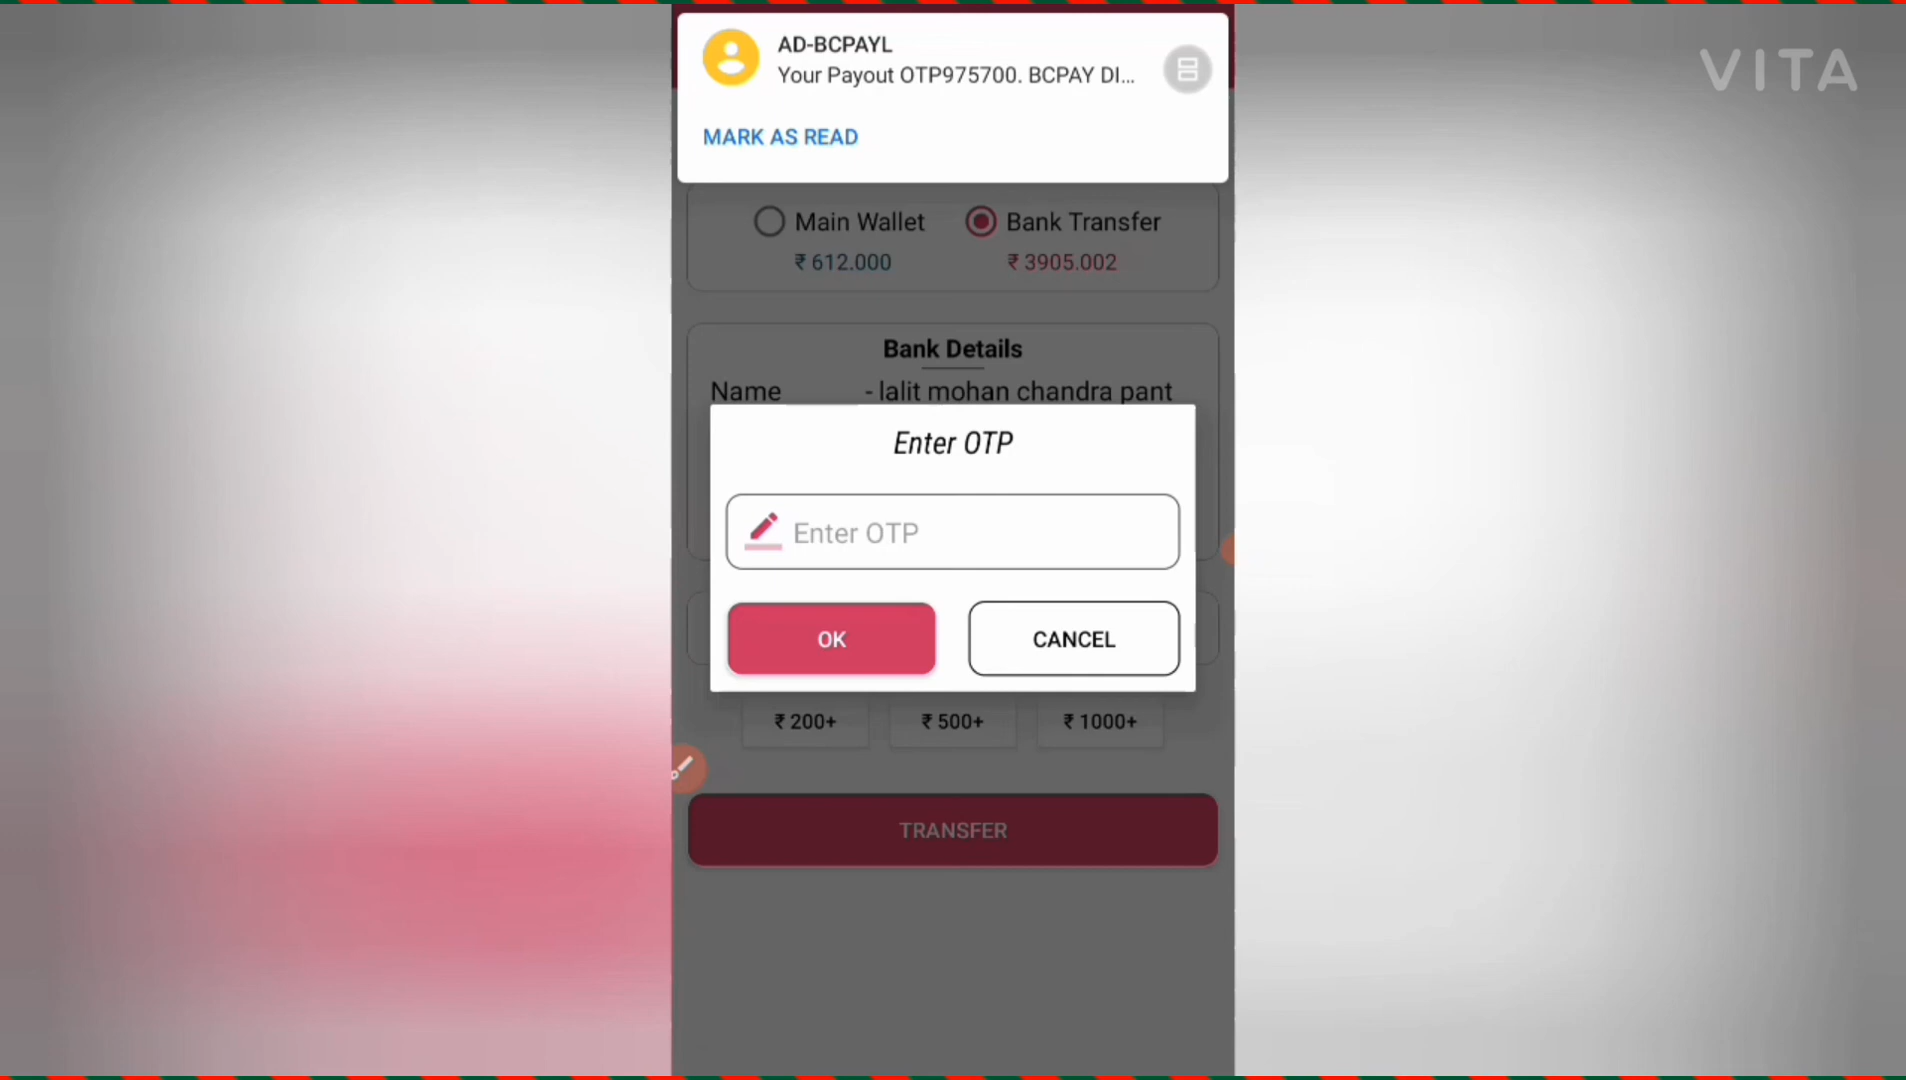 AD-BCPAYL
Your Payout OTP975700. BCPAY DI...
MARK AS READ
VITA
Main Wallet
Bank Transfer
₹ 612.000
₹ 3905.002
Bank Details
Name - lalit mohan chandra pant
Enter OTP
Enter OTP
OK
CANCEL
₹ 200+
₹ 500+
₹ 1000+
TRANSFER